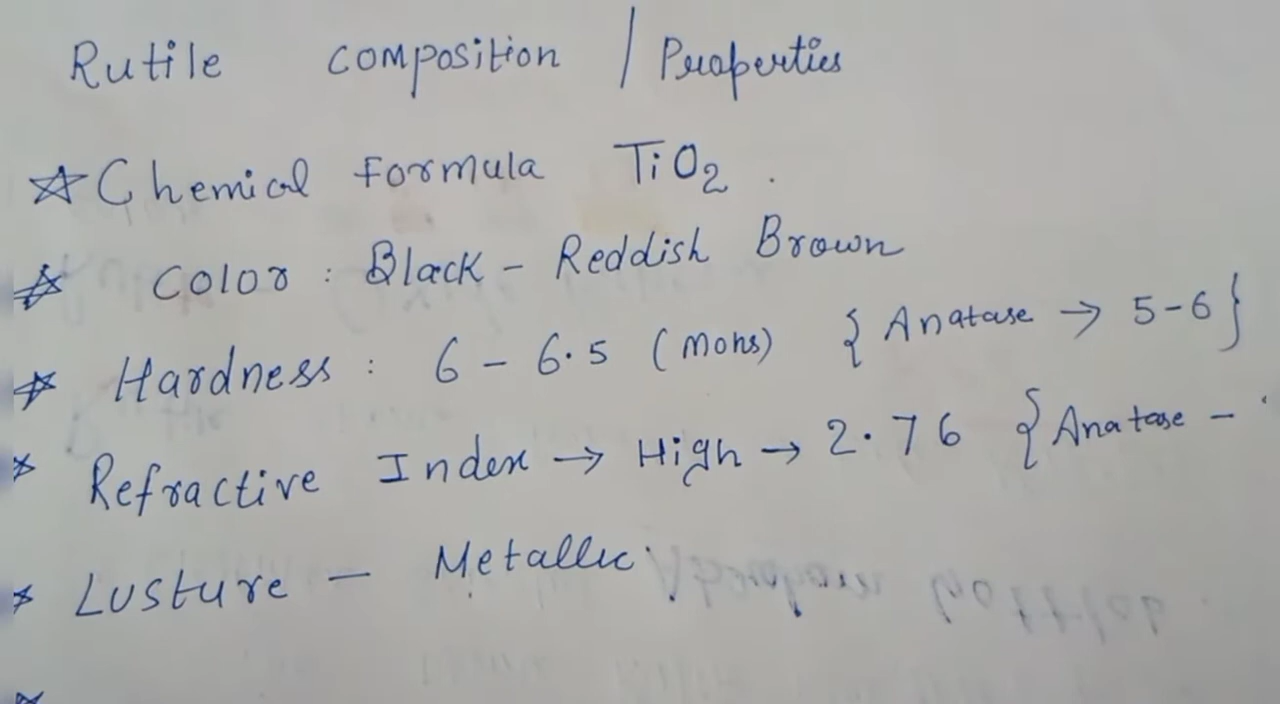 Rutile composition / Properties
☆ Chemical Formula TiO2.
☆ Color : Black - Reddish Brown
☆ Hardness : 6 - 6.5 (mohs) { Anatase → 5-6 }
☆ Refractive Index → High → 2.76 { Anatase -
☆ Lusture - Metallic